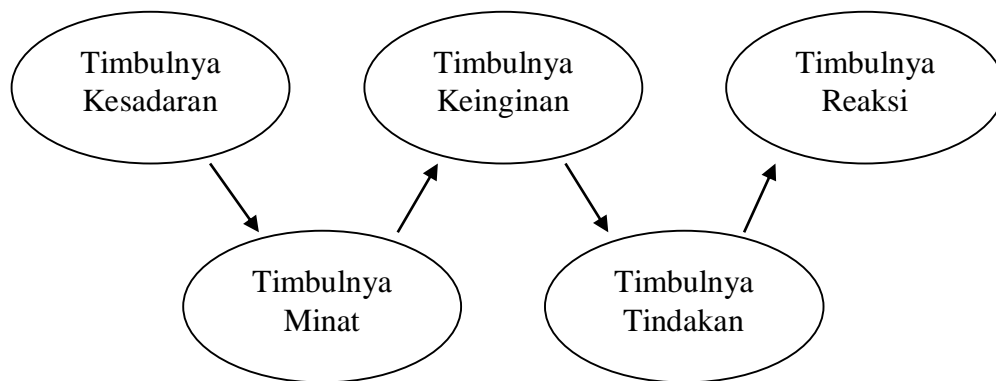 Timbulnya
Kesadaran
Timbulnya
Keinginan
Timbulnya
Reaksi
Timbulnya
Minat
Timbulnya
Tindakan